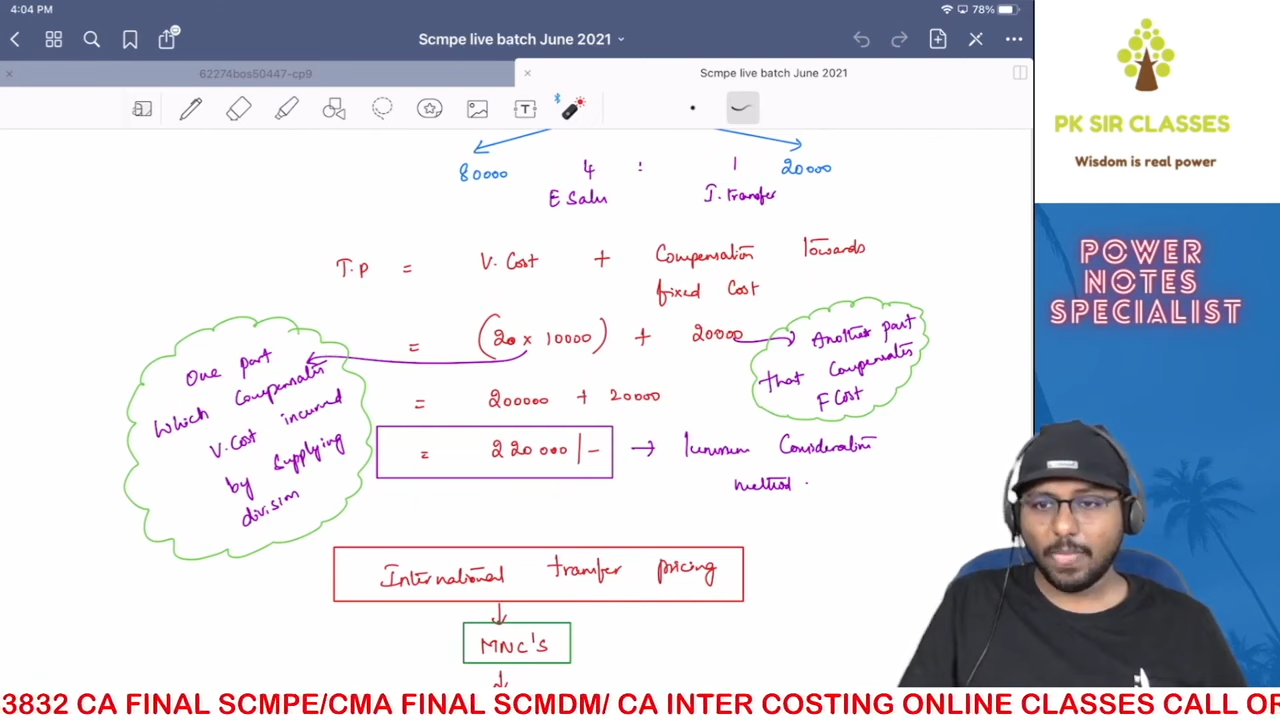 4:04 PM
78%
Scmpe live batch June 2021
62274bos50447-cp9
Scmpe live batch June 2021
80000 4 : 1 20000
E Sales I. transfer
T.P = V. Cost + Compensation towards
fixed Cost
= (20 × 10000) + 20000
= 200000 + 20000
= 220000/- → lumsum Consideration
method.
One part
which Compensates
V. Cost incurred
by supplying
division
Another part
that compensates
F Cost
International transfer pricing
MNC's
PK SIR CLASSES
Wisdom is real power
POWER
NOTES
SPECIALIST
3832 CA FINAL SCMPE/CMA FINAL SCMDM/ CA INTER COSTING ONLINE CLASSES CALL OR